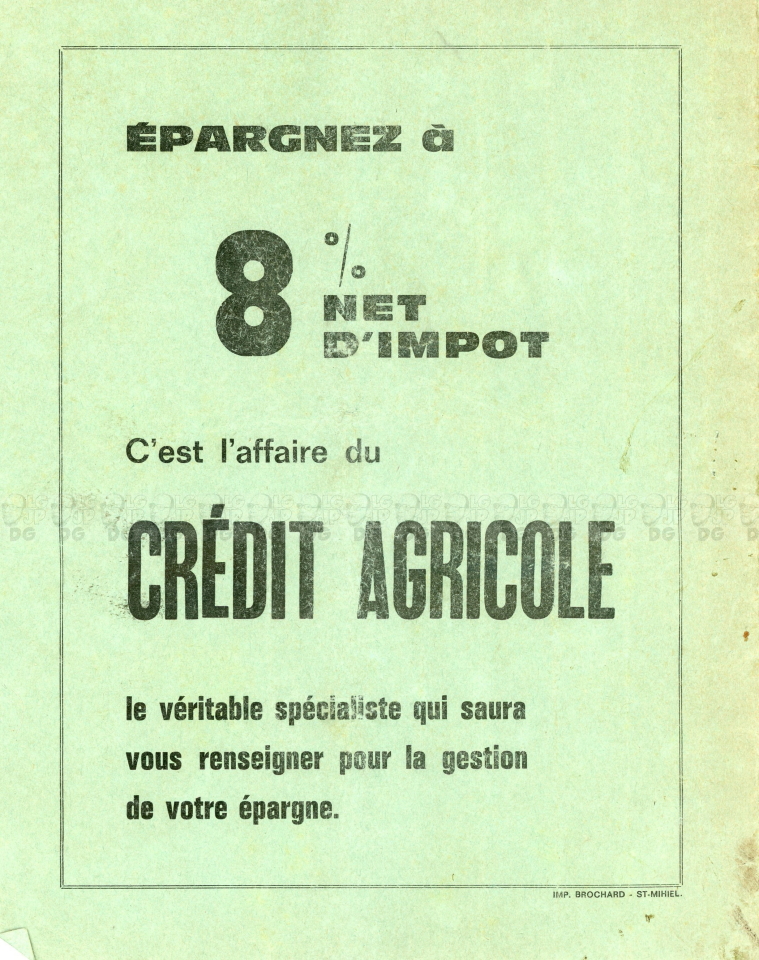 ÉPARGNEZ à
8 %
NET
D'IMPOT
C'est l'affaire du
CRÉDIT AGRICOLE
le véritable spécialiste qui saura
vous renseigner pour la gestion
de votre épargne.
IMP. BROCHARD - ST-MIHIEL.